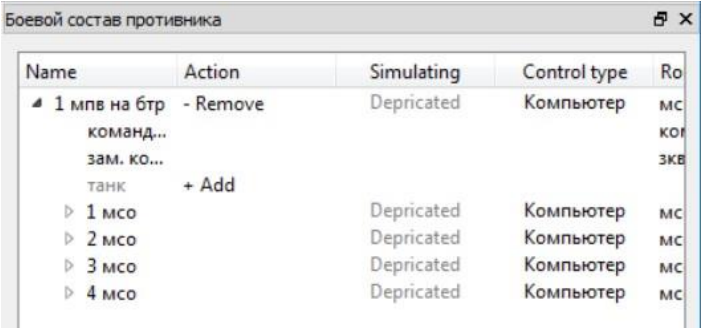 Боевой состав противника
Name Action Simulating Control type Ro
1 мпв на бтр - Remove Depricated Компьютер мс
команд... ког
зам. ко... зкв
танк + Add
1 мсо Depricated Компьютер мс
2 мсо Depricated Компьютер мс
3 мсо Depricated Компьютер мс
4 мсо Depricated Компьютер мс